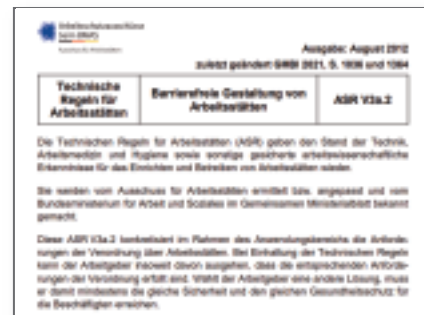 Ausgabe: August 2012
zuletzt geändert GMBl 2021, S. 1036 und 1084
Technische
Regeln für
Arbeitsstätten
Barrierefreie Gestaltung von
Arbeitsstätten
ASR V3a.2
Die Technischen Regeln für Arbeitsstätten (ASR) geben den Stand der Technik,
Arbeitsmedizin und Hygiene sowie sonstige gesicherte arbeitswissenschaftliche
Erkenntnisse für das Einrichten und Betreiben von Arbeitsstätten wieder.
Sie werden vom Ausschuss für Arbeitsstätten ermittelt bzw. angepasst und vom
Bundesministerium für Arbeit und Soziales im Gemeinsamen Ministerialblatt bekannt
gemacht.
Diese ASR V3a.2 konkretisiert im Rahmen des Anwendungsbereichs die Anforde-
rungen der Verordnung über Arbeitsstätten. Bei Einhaltung der Technischen Regeln
kann der Arbeitgeber insoweit davon ausgehen, dass die entsprechenden Anforde-
rungen der Verordnung erfüllt sind. Wählt der Arbeitgeber eine andere Lösung, muss
er damit mindestens die gleiche Sicherheit und den gleichen Gesundheitsschutz für
die Beschäftigten erreichen.